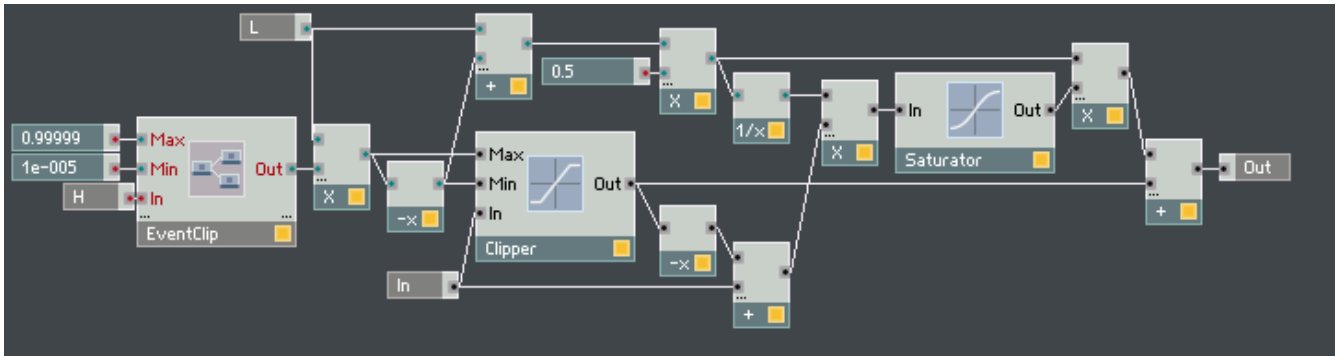 L
+
0.5
X
1/x
X
In
Out
Saturator
X
+
Out
0.99999
1e-005
H
Max
Min
In
Out
...
...
EventClip
...
X
-x
Max
Min
In
Out
Clipper
In
-x
...
+
...
...
...
...
...